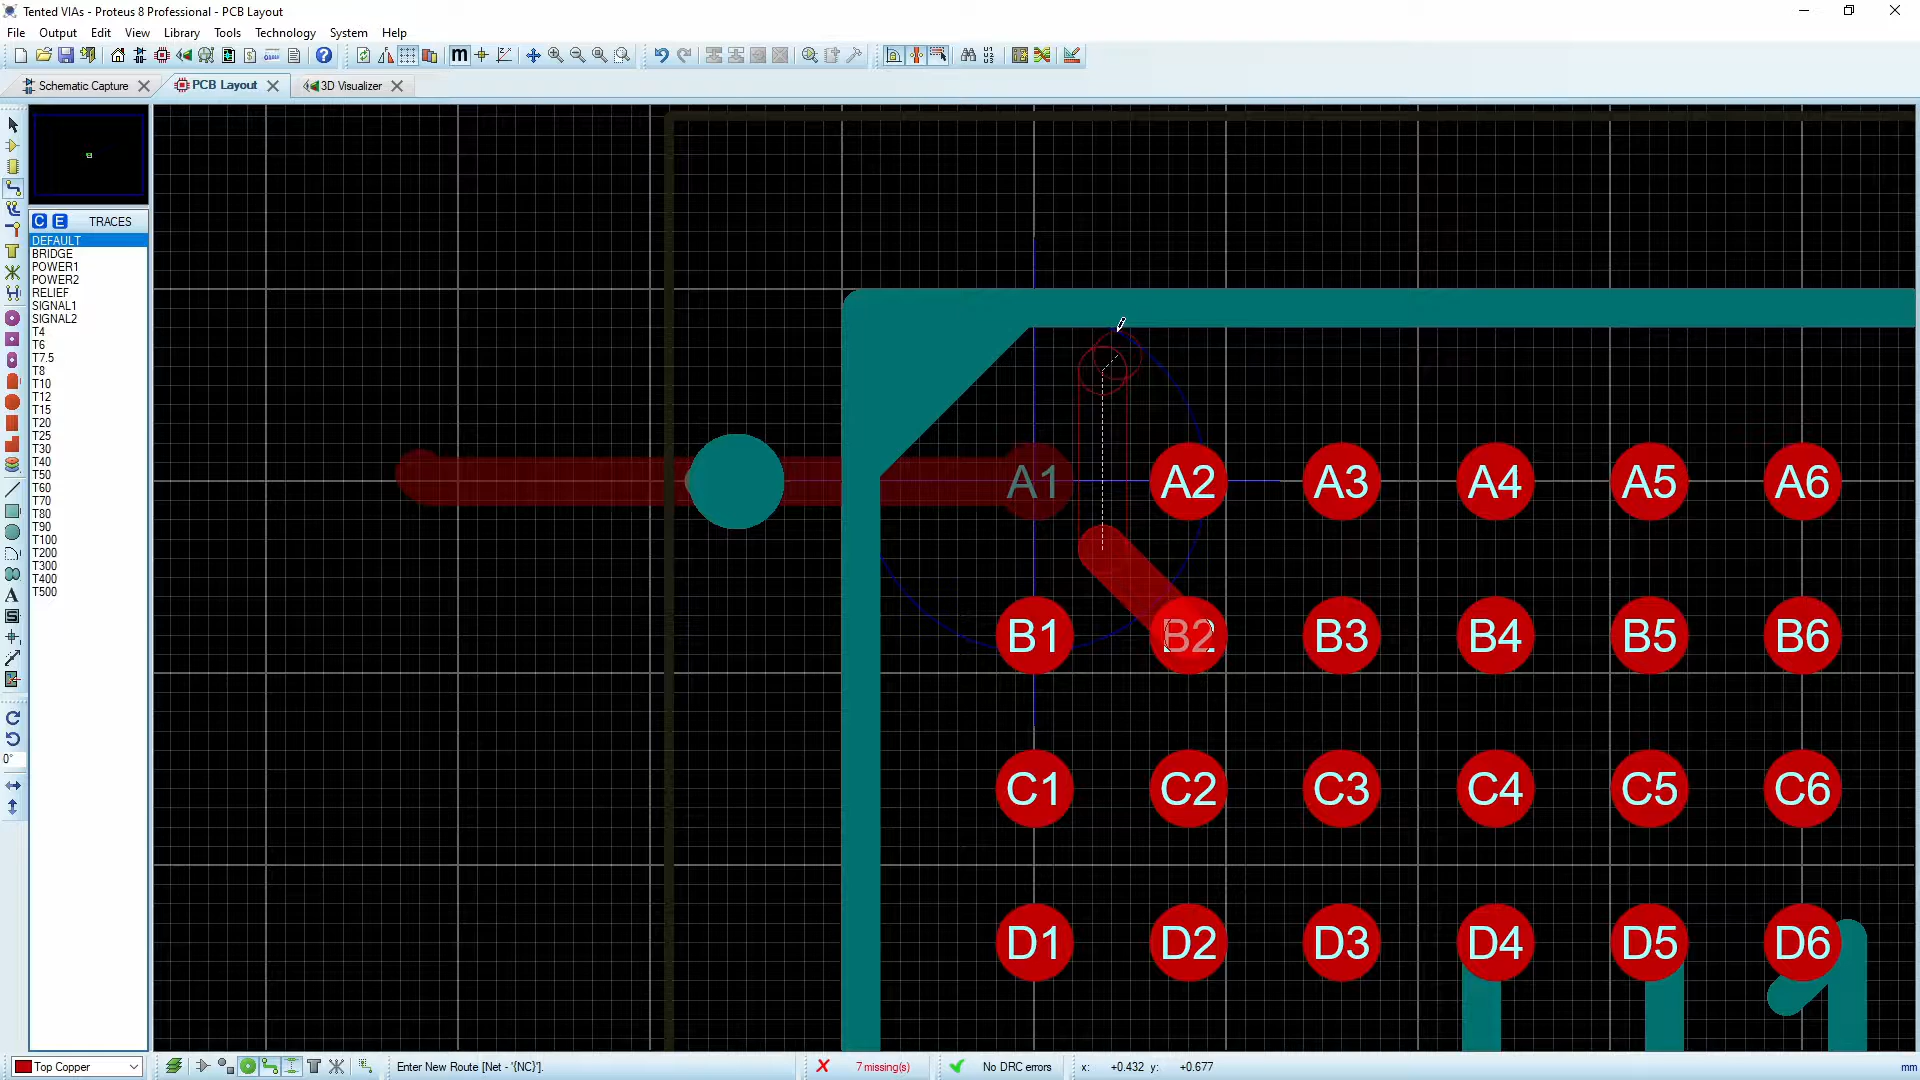 Tented VIAs - Proteus 8 Professional - PCB Layout
File Output Edit View Library Tools Technology System Help
Schematic Capture PCB Layout 3D Visualizer
C E TRACES
DEFAULT
BRIDGE
POWER1
POWER2
RELIEF
SIGNAL1
SIGNAL2
T4
T6
T7.5
T8
T10
T12
T15
T20
T25
T30
T40
T50
T60
T70
T80
T90
T100
T200
T300
T400
T500
0°
A1 A2 A3 A4 A5 A6
B1 B2 B3 B4 B5 B6
C1 C2 C3 C4 C5 C6
D1 D2 D3 D4 D5 D6
Top Copper Enter New Route [Net - '{NC}']. 7 missing(s) No DRC errors x: +0.432 y: +0.677 mm